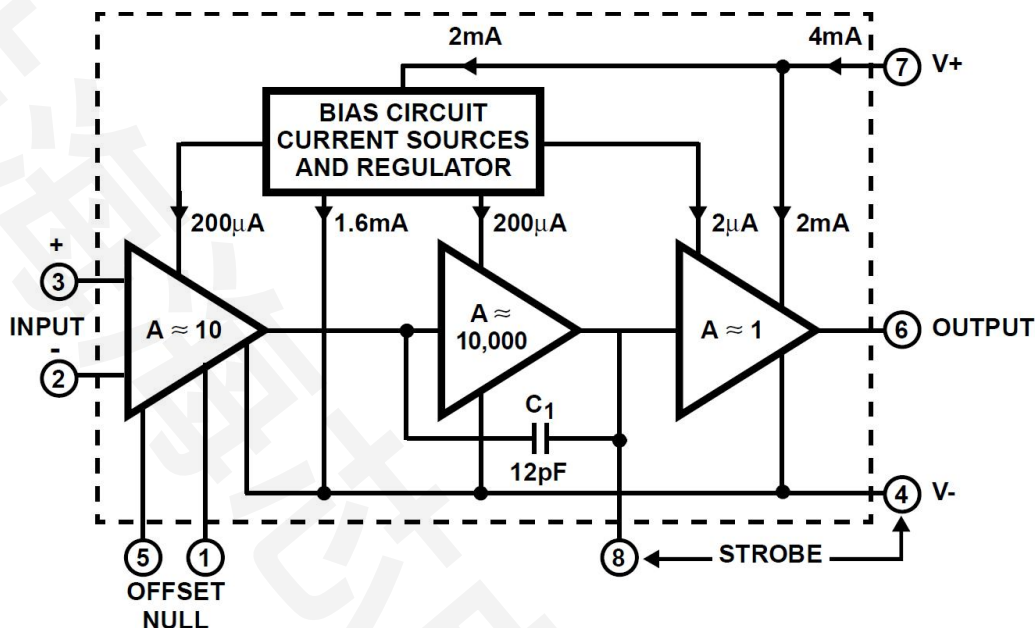 2mA
4mA
7
V+
BIAS CIRCUIT
CURRENT SOURCES
AND REGULATOR
200μA
1.6mA
200μA
2μA
2mA
+
3
INPUT
-
2
A ≈ 10
A ≈
10,000
A ≈ 1
6
OUTPUT
C1
12pF
4
V-
5
1
8
STROBE
OFFSET
NULL